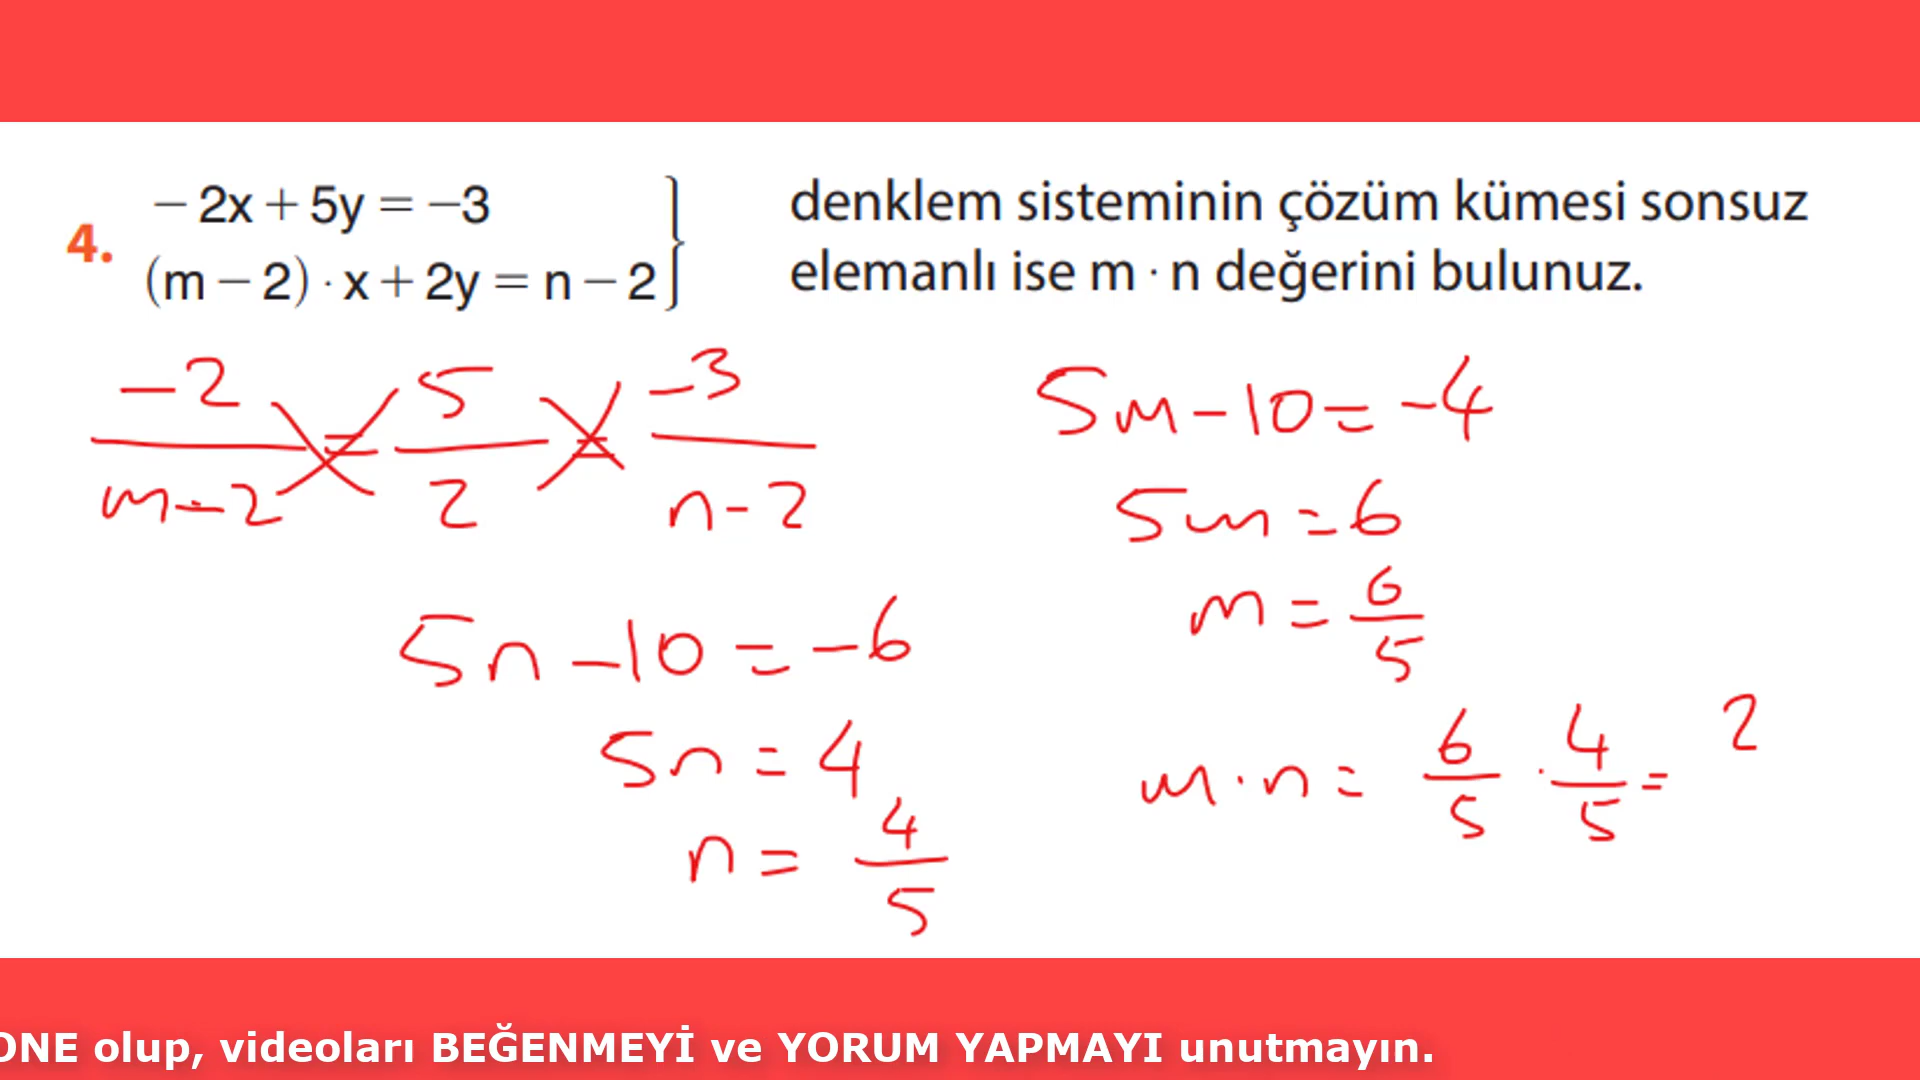 4.
− 2x + 5y = −3
(m − 2) · x + 2y = n − 2
denklem sisteminin çözüm kümesi sonsuz
elemanlı ise m · n değerini bulunuz.
-2/m-2 = 5/2 = -3/n-2
5n - 10 = -6
5n = 4
n = 4/5
5m - 10 = -4
5m = 6
m = 6/5
m · n = 6/5 · 4/5 = 2
olup, videoları BEĞENMEYİ ve YORUM YAPMAYI unutmayın.